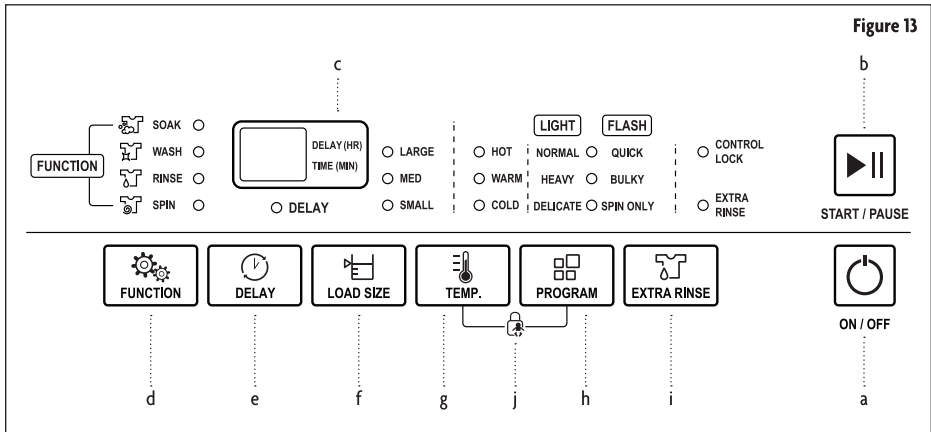 Figure 13
c
b
SOAK
WASH
RINSE
SPIN
FUNCTION
DELAY (HR)
TIME (MIN)
DELAY
LARGE
MED
SMALL
HOT
WARM
COLD
LIGHT FLASH
NORMAL QUICK
HEAVY BULKY
DELICATE SPIN ONLY
CONTROL
LOCK
EXTRA
RINSE
START / PAUSE
FUNCTION
DELAY
LOAD SIZE
TEMP.
PROGRAM
EXTRA RINSE
ON / OFF
d e f g j h i a